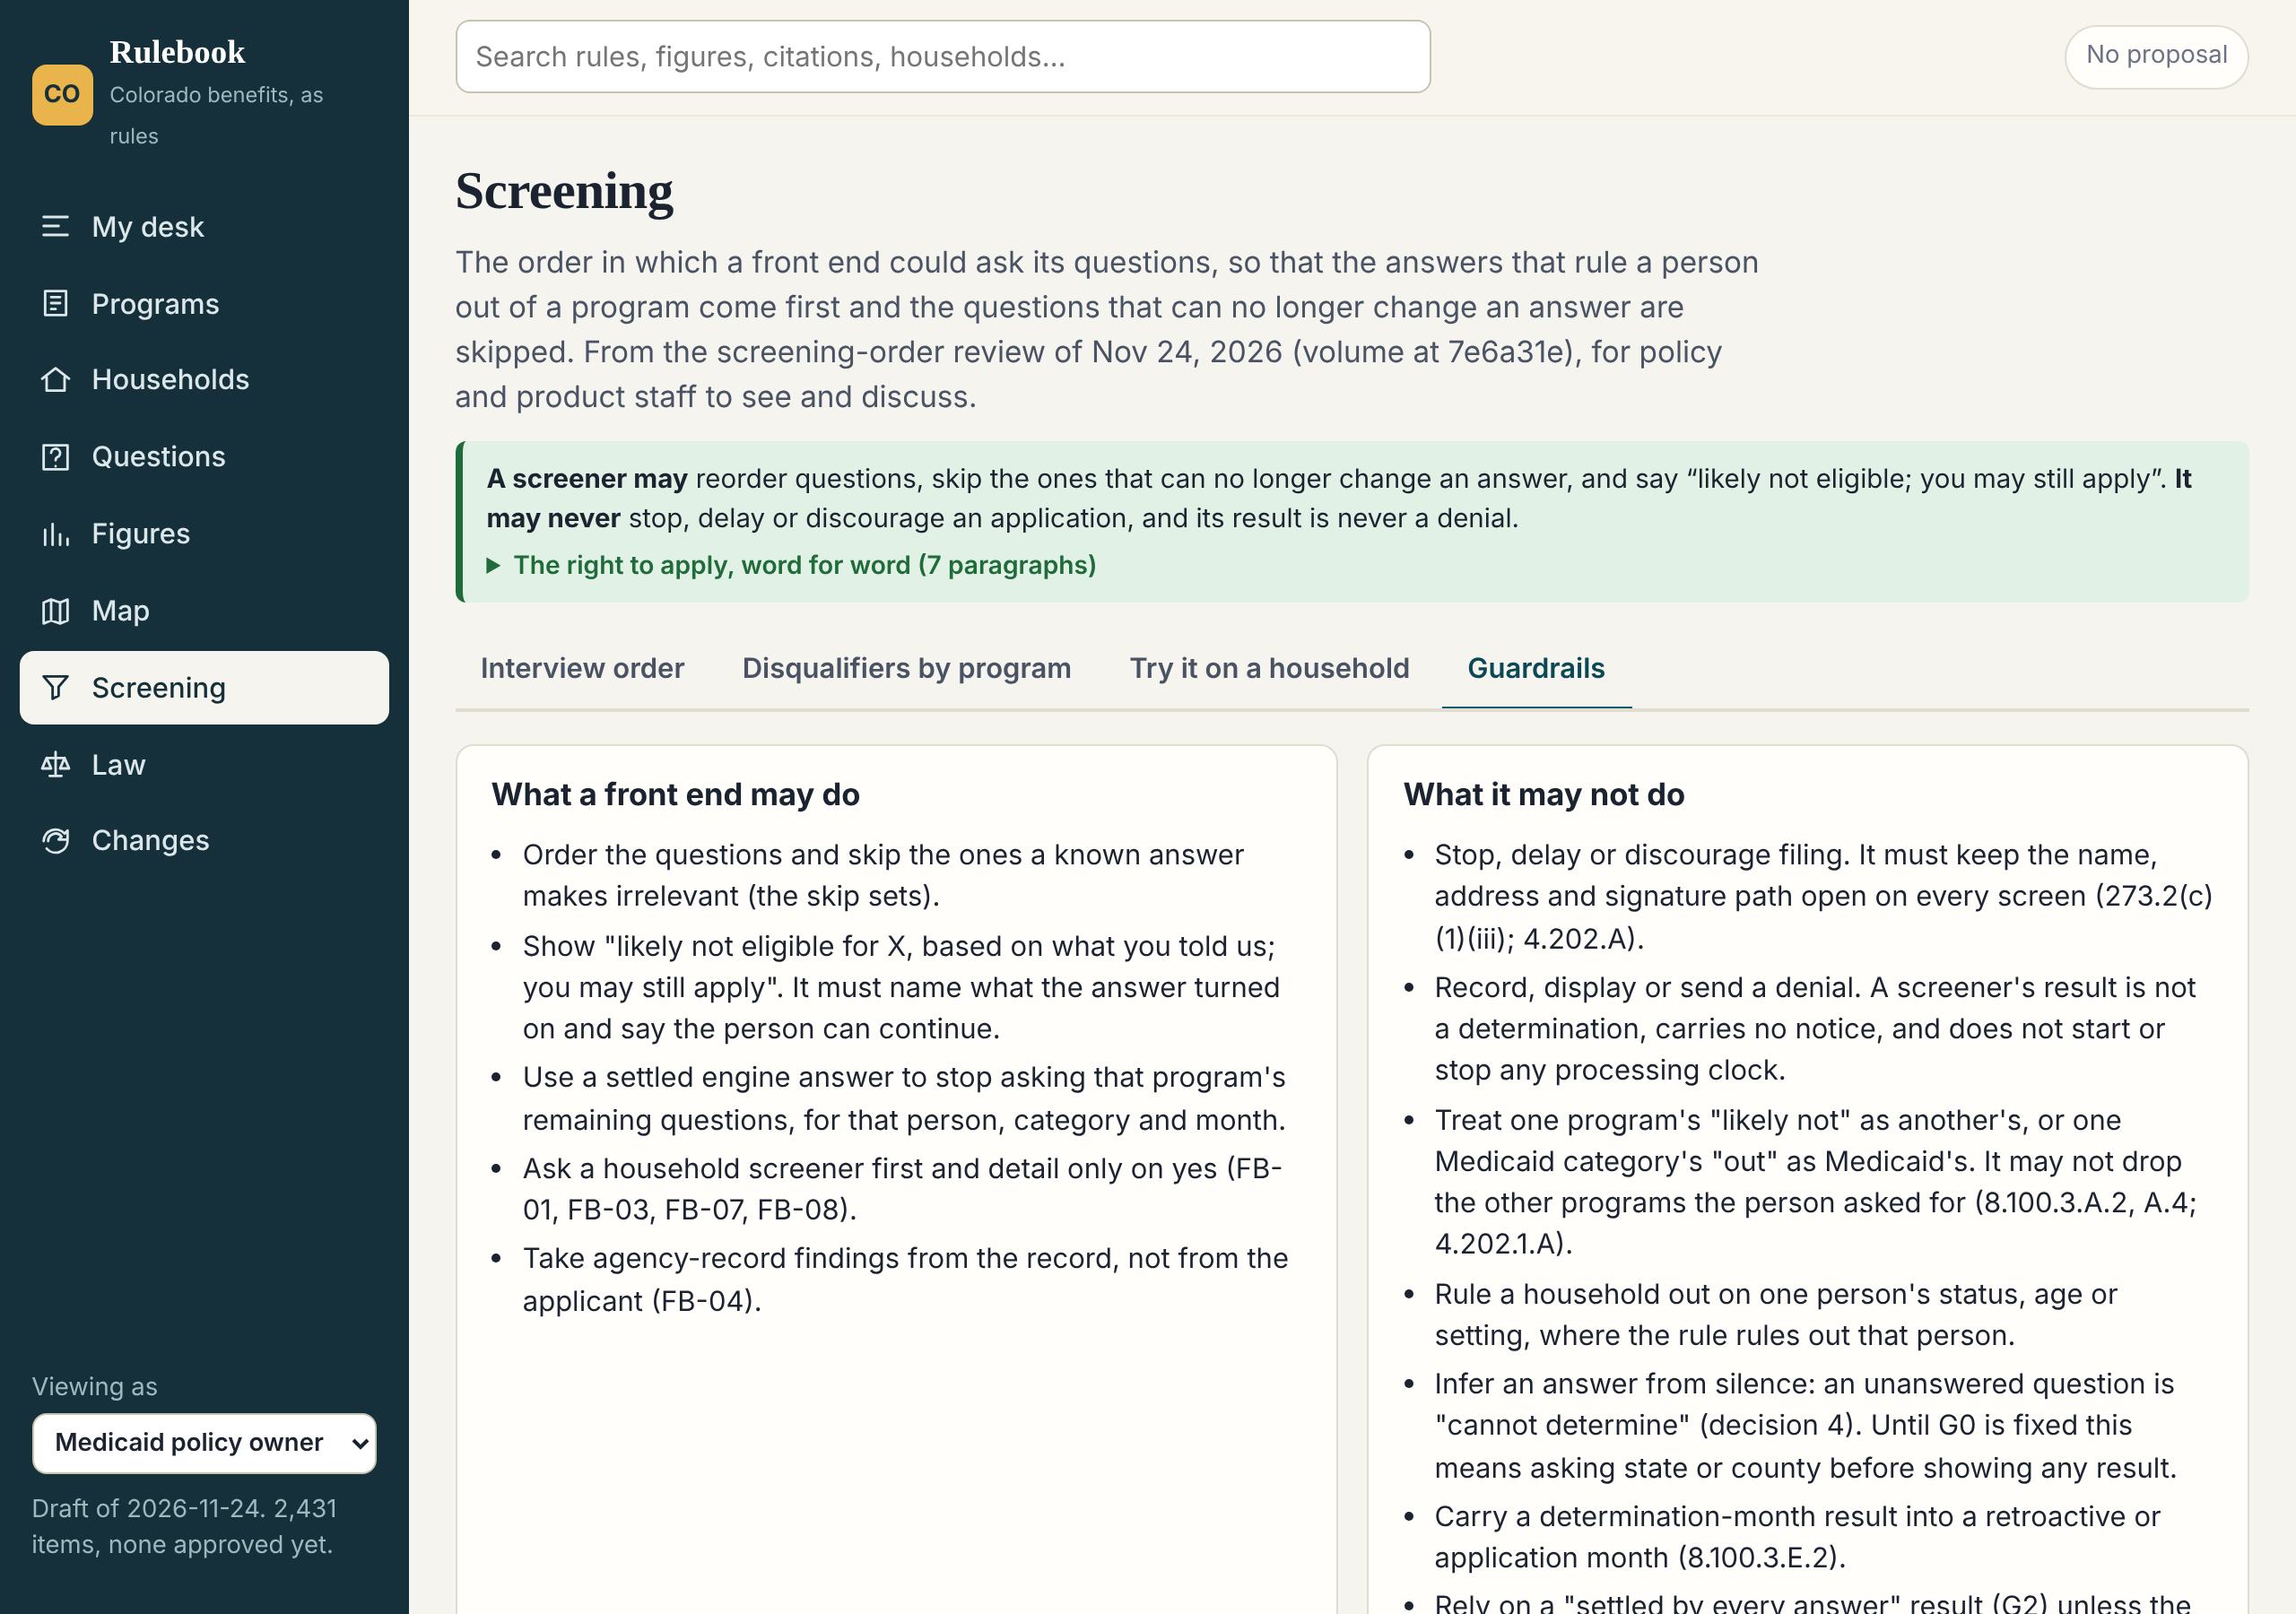 CO
Rulebook
Colorado benefits, as
rules
My desk
Programs
Households
Questions
Figures
Map
Screening
Law
Changes
Viewing as
Medicaid policy owner
Draft of 2026-11-24. 2,431
items, none approved yet.
Search rules, figures, citations, households...
No proposal
Screening
The order in which a front end could ask its questions, so that the answers that rule a person
out of a program come first and the questions that can no longer change an answer are
skipped. From the screening-order review of Nov 24, 2026 (volume at 7e6a31e), for policy
and product staff to see and discuss.
A screener may reorder questions, skip the ones that can no longer change an answer, and say “likely not eligible; you may still apply”. It
may never stop, delay or discourage an application, and its result is never a denial.
▶ The right to apply, word for word (7 paragraphs)
Interview order
Disqualifiers by program
Try it on a household
Guardrails
What a front end may do
• Order the questions and skip the ones a known answer
makes irrelevant (the skip sets).
• Show "likely not eligible for X, based on what you told us;
you may still apply". It must name what the answer turned
on and say the person can continue.
• Use a settled engine answer to stop asking that program's
remaining questions, for that person, category and month.
• Ask a household screener first and detail only on yes (FB-
01, FB-03, FB-07, FB-08).
• Take agency-record findings from the record, not from the
applicant (FB-04).
What it may not do
• Stop, delay or discourage filing. It must keep the name,
address and signature path open on every screen (273.2(c)
(1)(iii); 4.202.A).
• Record, display or send a denial. A screener's result is not
a determination, carries no notice, and does not start or
stop any processing clock.
• Treat one program's "likely not" as another's, or one
Medicaid category's "out" as Medicaid's. It may not drop
the other programs the person asked for (8.100.3.A.2, A.4;
4.202.1.A).
• Rule a household out on one person's status, age or
setting, where the rule rules out that person.
• Infer an answer from silence: an unanswered question is
"cannot determine" (decision 4). Until G0 is fixed this
means asking state or county before showing any result.
• Carry a determination-month result into a retroactive or
application month (8.100.3.E.2).
• Rely on a "settled by every answer" result (G2) unless the